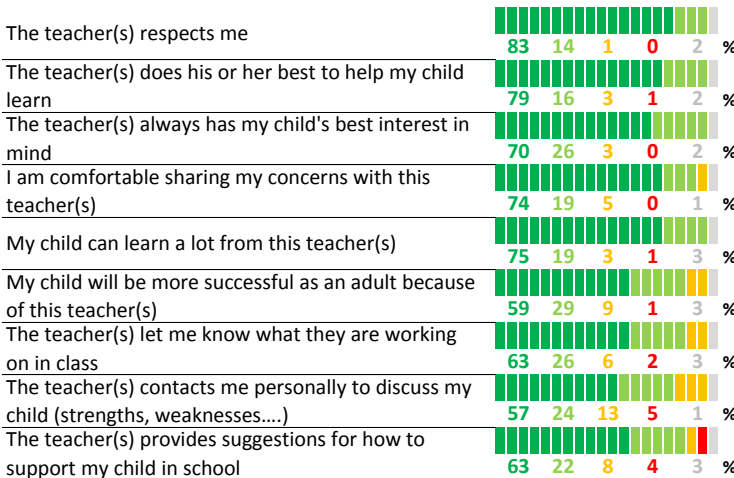 The teacher(s) respects me
83 14 1 0 2 %
The teacher(s) does his or her best to help my child
learn
79 16 3 1 2 %
The teacher(s) always has my child's best interest in
mind
70 26 3 0 2 %
I am comfortable sharing my concerns with this
teacher(s)
74 19 5 0 1 %
My child can learn a lot from this teacher(s)
75 19 3 1 3 %
My child will be more successful as an adult because
of this teacher(s)
59 29 9 1 3 %
The teacher(s) let me know what they are working
on in class
63 26 6 2 3 %
The teacher(s) contacts me personally to discuss my
child (strengths, weaknesses....)
57 24 13 5 1 %
The teacher(s) provides suggestions for how to
support my child in school
63 22 8 4 3 %